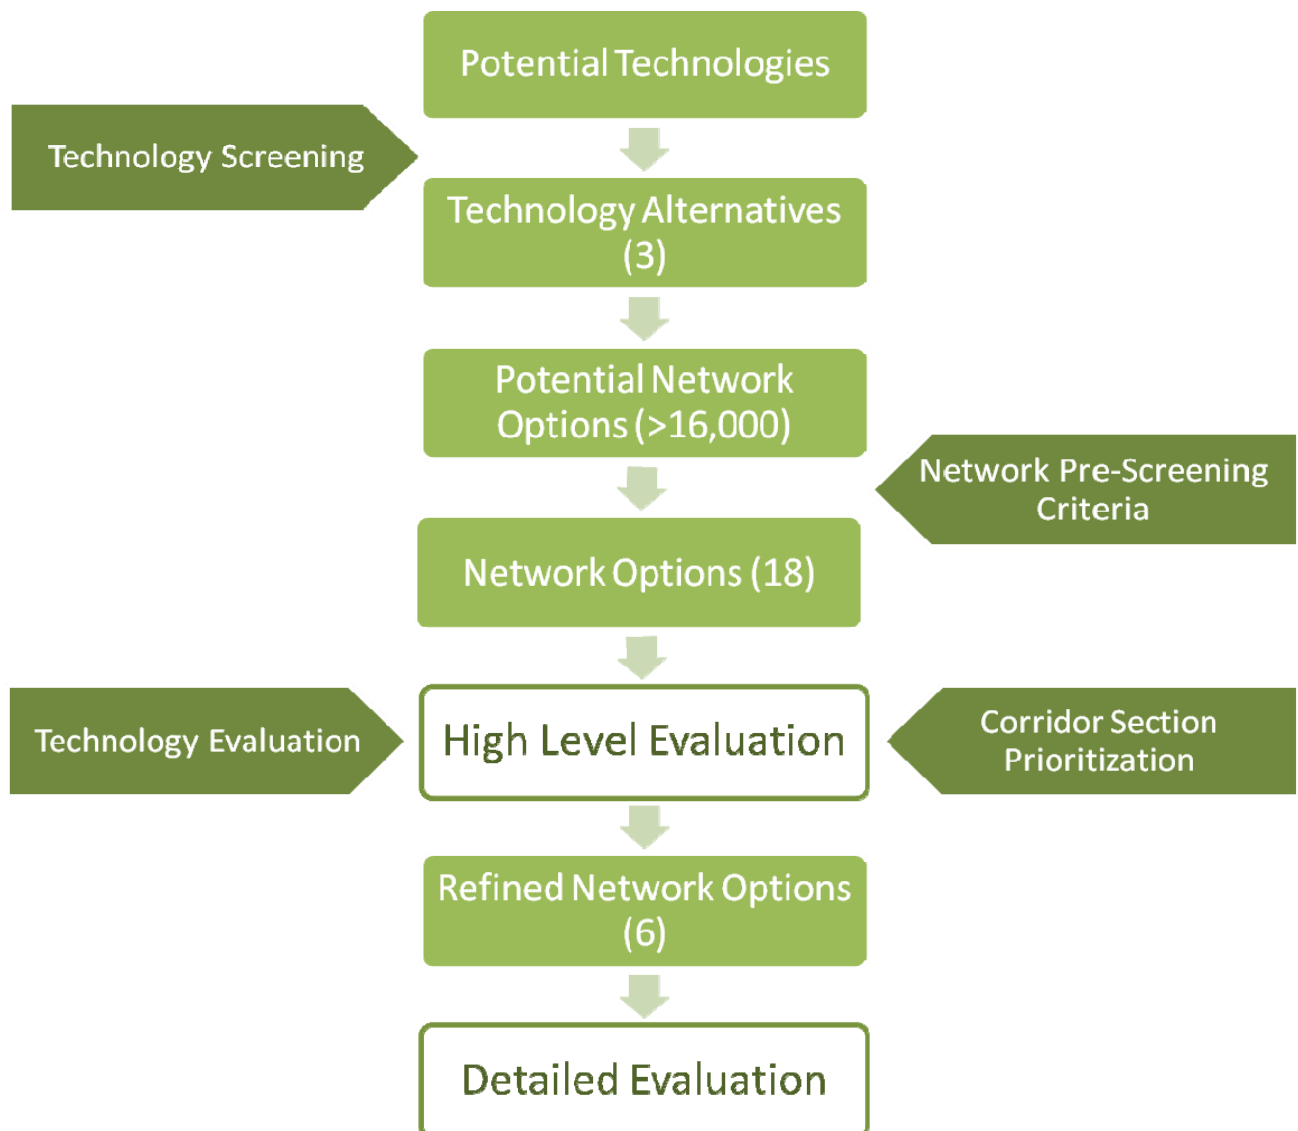 Potential Technologies
Technology Screening
Technology Alternatives
(3)
Potential Network
Options (>16,000)
Network Pre-Screening
Criteria
Network Options (18)
Technology Evaluation
High Level Evaluation
Corridor Section
Prioritization
Refined Network Options
(6)
Detailed Evaluation